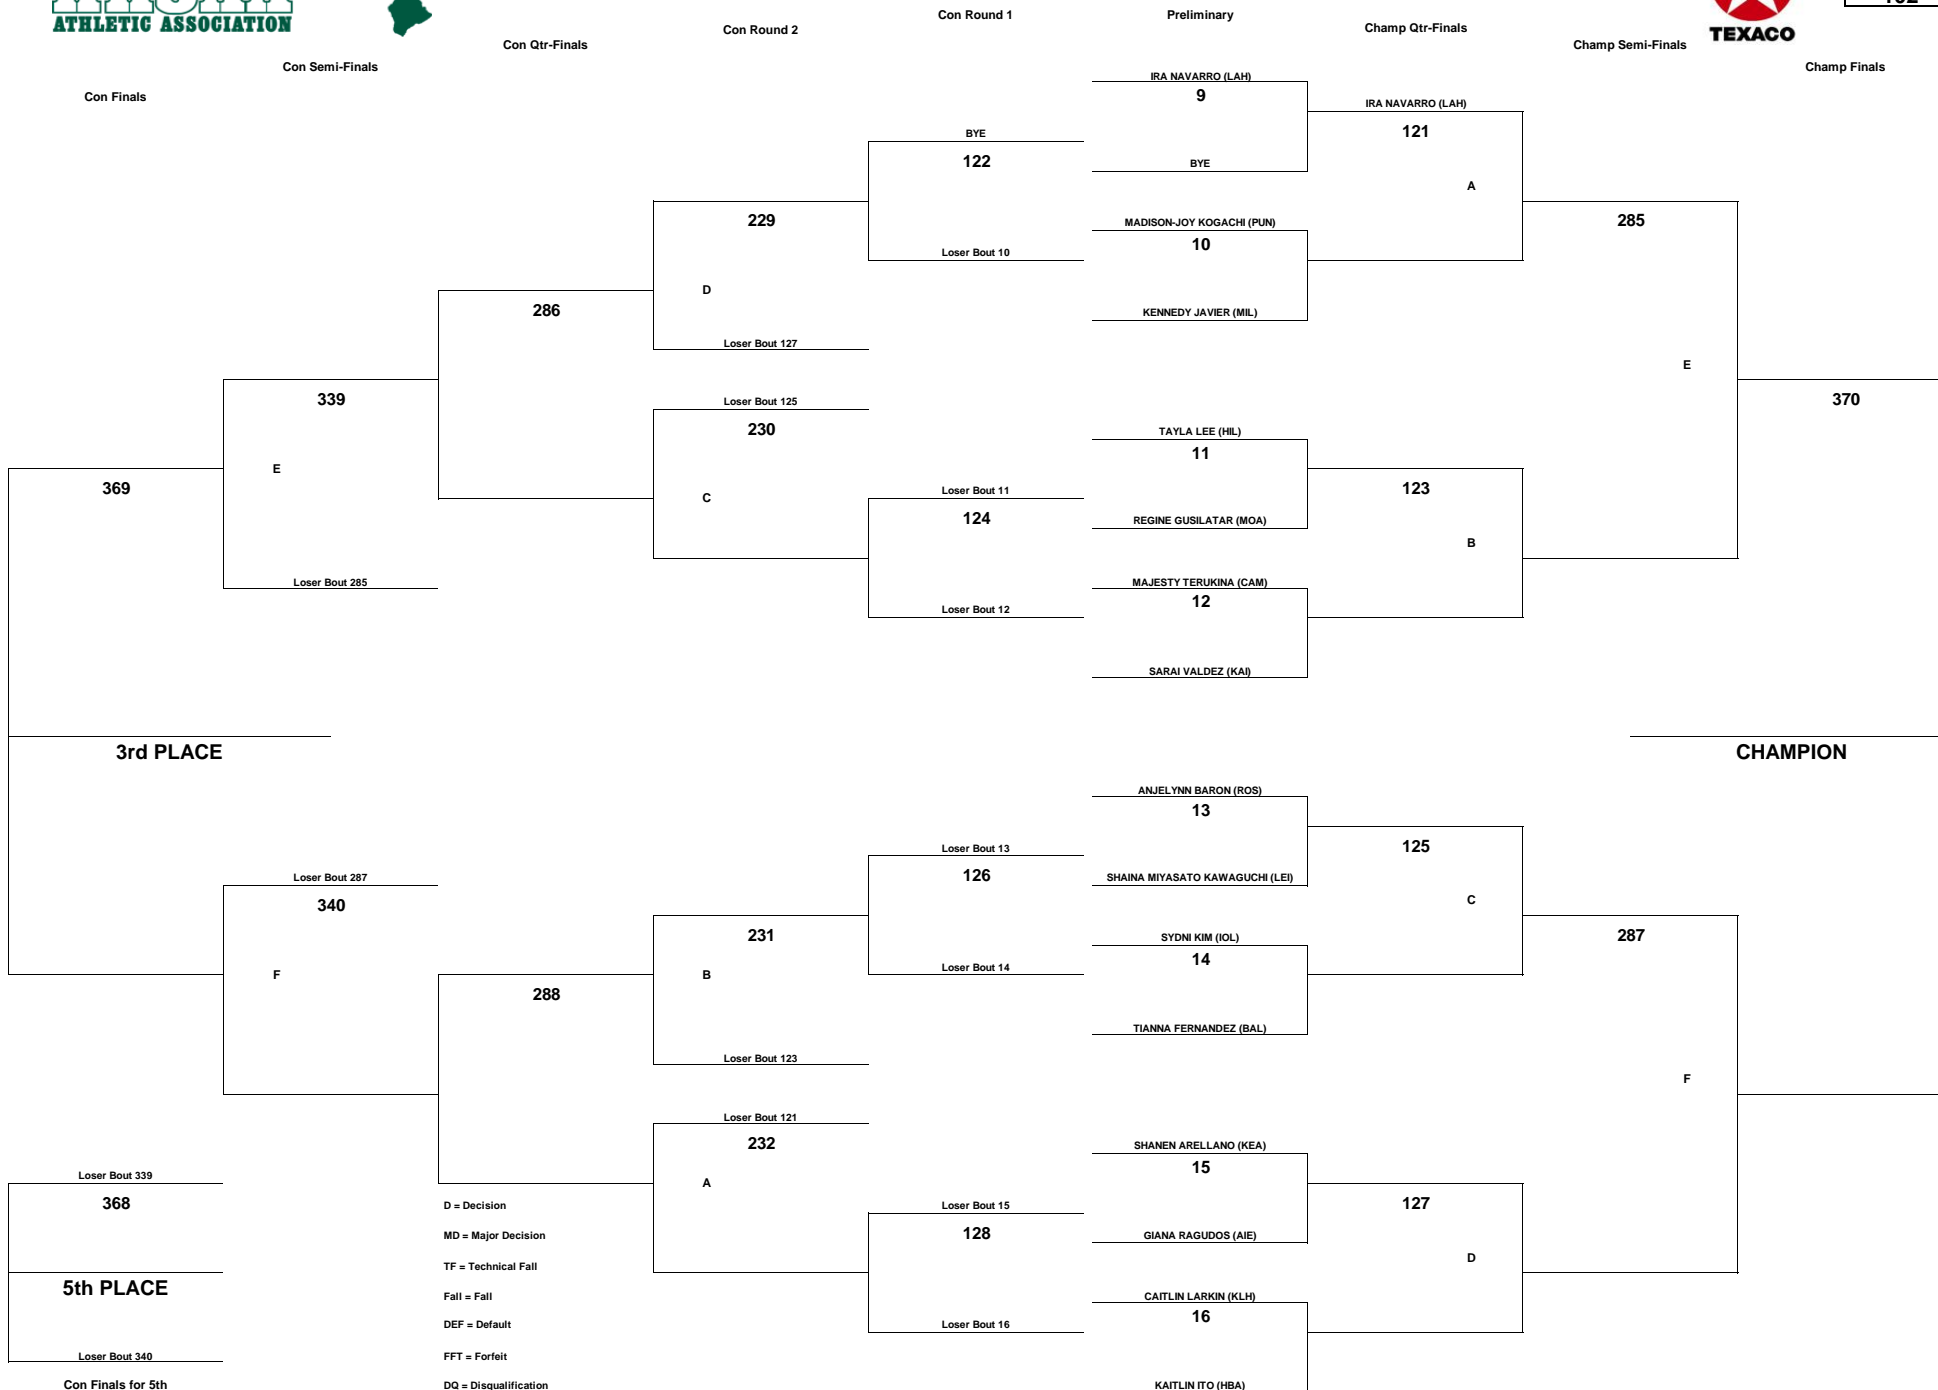 ATHLETIC ASSOCIATION
TEXACO
Con Round 1
Preliminary
Con Round 2
Champ Qtr-Finals
Con Qtr-Finals
Champ Semi-Finals
Con Semi-Finals
Champ Finals
Con Finals
IRA NAVARRO (LAH)
9
IRA NAVARRO (LAH)
BYE
121
122
BYE
A
229
MADISON-JOY KOGACHI (PUN)
285
10
Loser Bout 10
D
286
KENNEDY JAVIER (MIL)
Loser Bout 127
E
339
Loser Bout 125
370
230
TAYLA LEE (HIL)
11
E
369
Loser Bout 11
123
C
124
REGINE GUSILATAR (MOA)
B
Loser Bout 285
MAJESTY TERUKINA (CAM)
12
Loser Bout 12
SARAI VALDEZ (KAI)
3rd PLACE
CHAMPION
ANJELYNN BARON (ROS)
13
Loser Bout 13
125
Loser Bout 287
126
SHAINA MIYASATO KAWAGUCHI (LEI)
340
C
231
SYDNI KIM (IOL)
287
14
Loser Bout 14
F
B
288
TIANNA FERNANDEZ (BAL)
Loser Bout 123
F
Loser Bout 121
232
SHANEN ARELLANO (KEA)
15
Loser Bout 339
A
368
D = Decision
Loser Bout 15
127
MD = Major Decision
128
GIANA RAGUDOS (AIE)
D
TF = Technical Fall
5th PLACE
Fall = Fall
CAITLIN LARKIN (KLH)
16
DEF = Default
Loser Bout 16
Loser Bout 340
FFT = Forfeit
Con Finals for 5th
DQ = Disqualification
KAITLIN ITO (HBA)